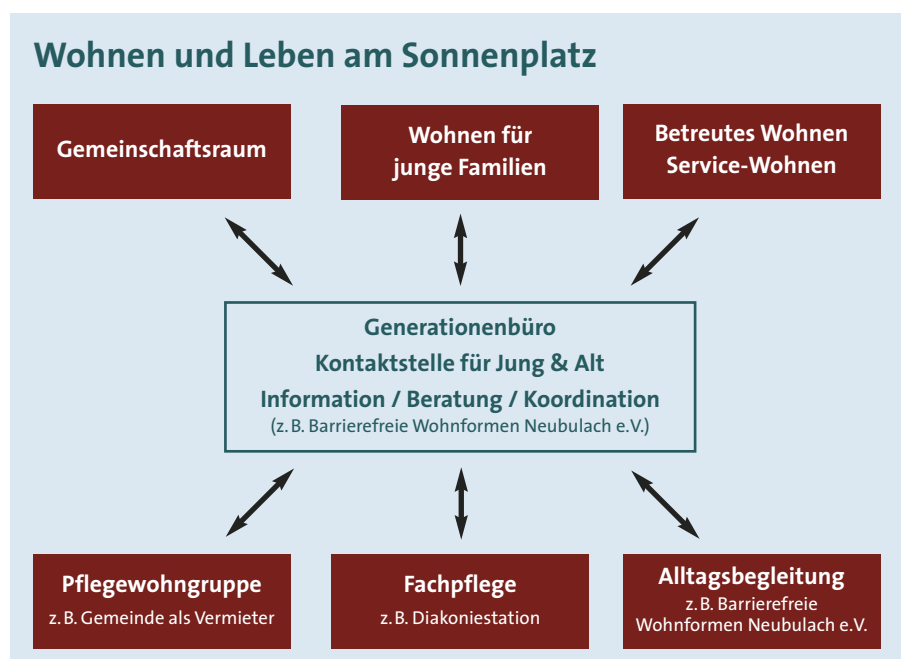 Wohnen und Leben am Sonnenplatz
Gemeinschaftsraum
Wohnen für
junge Familien
Betreutes Wohnen
Service-Wohnen
Generationenbüro
Kontaktstelle für Jung & Alt
Information / Beratung / Koordination
(z. B. Barrierefreie Wohnformen Neubulach e.V.)
Pflegewohngruppe
z. B. Gemeinde als Vermieter
Fachpflege
z. B. Diakoniestation
Alltagsbegleitung
z. B. Barrierefreie
Wohnformen Neubulach e.V.